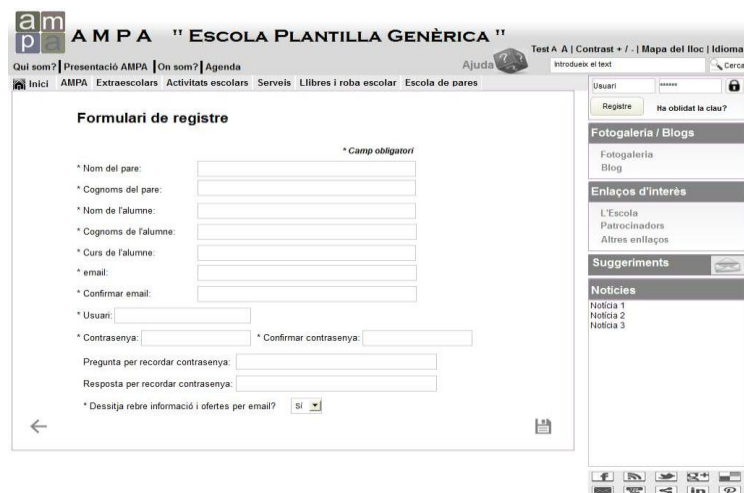 ampa
AMPA " ESCOLA PLANTILLA GENÈRICA "
Test A A | Contrast + / - | Mapa del lloc | Idioma
Qui som? | Presentació AMPA | On som? | Agenda
Ajuda
Introdueix el text
Cerca
Inici AMPA Extraescolars Activitats escolars Serveis Llibres i roba escolar Escola de pares
Usuari ******
Registre Ha oblidat la clau?
Formulari de registre
* Camp obligatori
* Nom del pare:
* Cognoms del pare:
* Nom de l'alumne:
* Cognoms de l'alumne:
* Curs de l'alumne:
* email:
* Confirmar email:
* Usuari:
* Contrasenya: * Confirmar contrasenya:
Pregunta per recordar contrasenya:
Resposta per recordar contrasenya:
* Dessitja rebre informació i ofertes per email? Sí
Fotogaleria / Blogs
Fotogaleria
Blog
Enlaços d'interès
L'Escola
Patrocinadors
Altres enllaços
Suggeriments
Noticies
Notícia 1
Notícia 2
Notícia 3
f g+
in